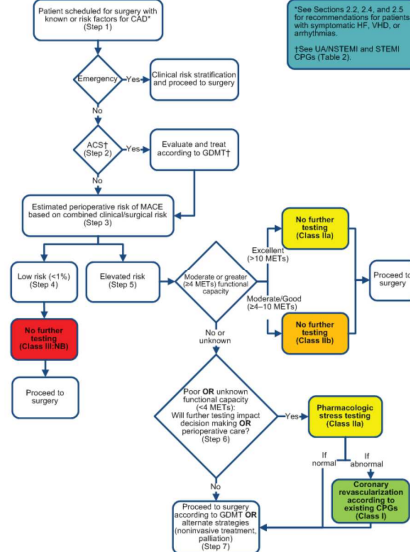 Patient scheduled for surgery with
known or risk factors for CAD*
(Step 1)
*See Sections 2.2, 2.4, and 2.5
for recommendations for patients
with symptomatic HF, VHD, or
arrhythmias.
†See UA/NSTEMI and STEMI
CPGs (Table 2).
Emergency
Yes
Clinical risk stratification
and proceed to surgery
No
ACS†
(Step 2)
Yes
Evaluate and treat
according to GDMT†
No
Estimated perioperative risk of MACE
based on combined clinical/surgical risk
(Step 3)
Low risk (<1%)
(Step 4)
Elevated risk
(Step 5)
Moderate or greater
(≥4 METs) functional
capacity
Excellent
(>10 METs)
No further
testing
(Class IIa)
Proceed to
surgery
Moderate/Good
(≥4–10 METs)
No further
testing
(Class IIb)
No further
testing
(Class III:NB)
No or
unknown
Proceed to
surgery
Poor OR unknown
functional capacity
(<4 METs):
Will further testing impact
decision making OR
perioperative care?
(Step 6)
Yes
Pharmacologic
stress testing
(Class IIa)
If
normal
If
abnormal
No
Coronary
revascularization
according to
existing CPGs
(Class I)
Proceed to surgery
according to GDMT OR
alternate strategies
(noninvasive treatment,
palliation)
(Step 7)